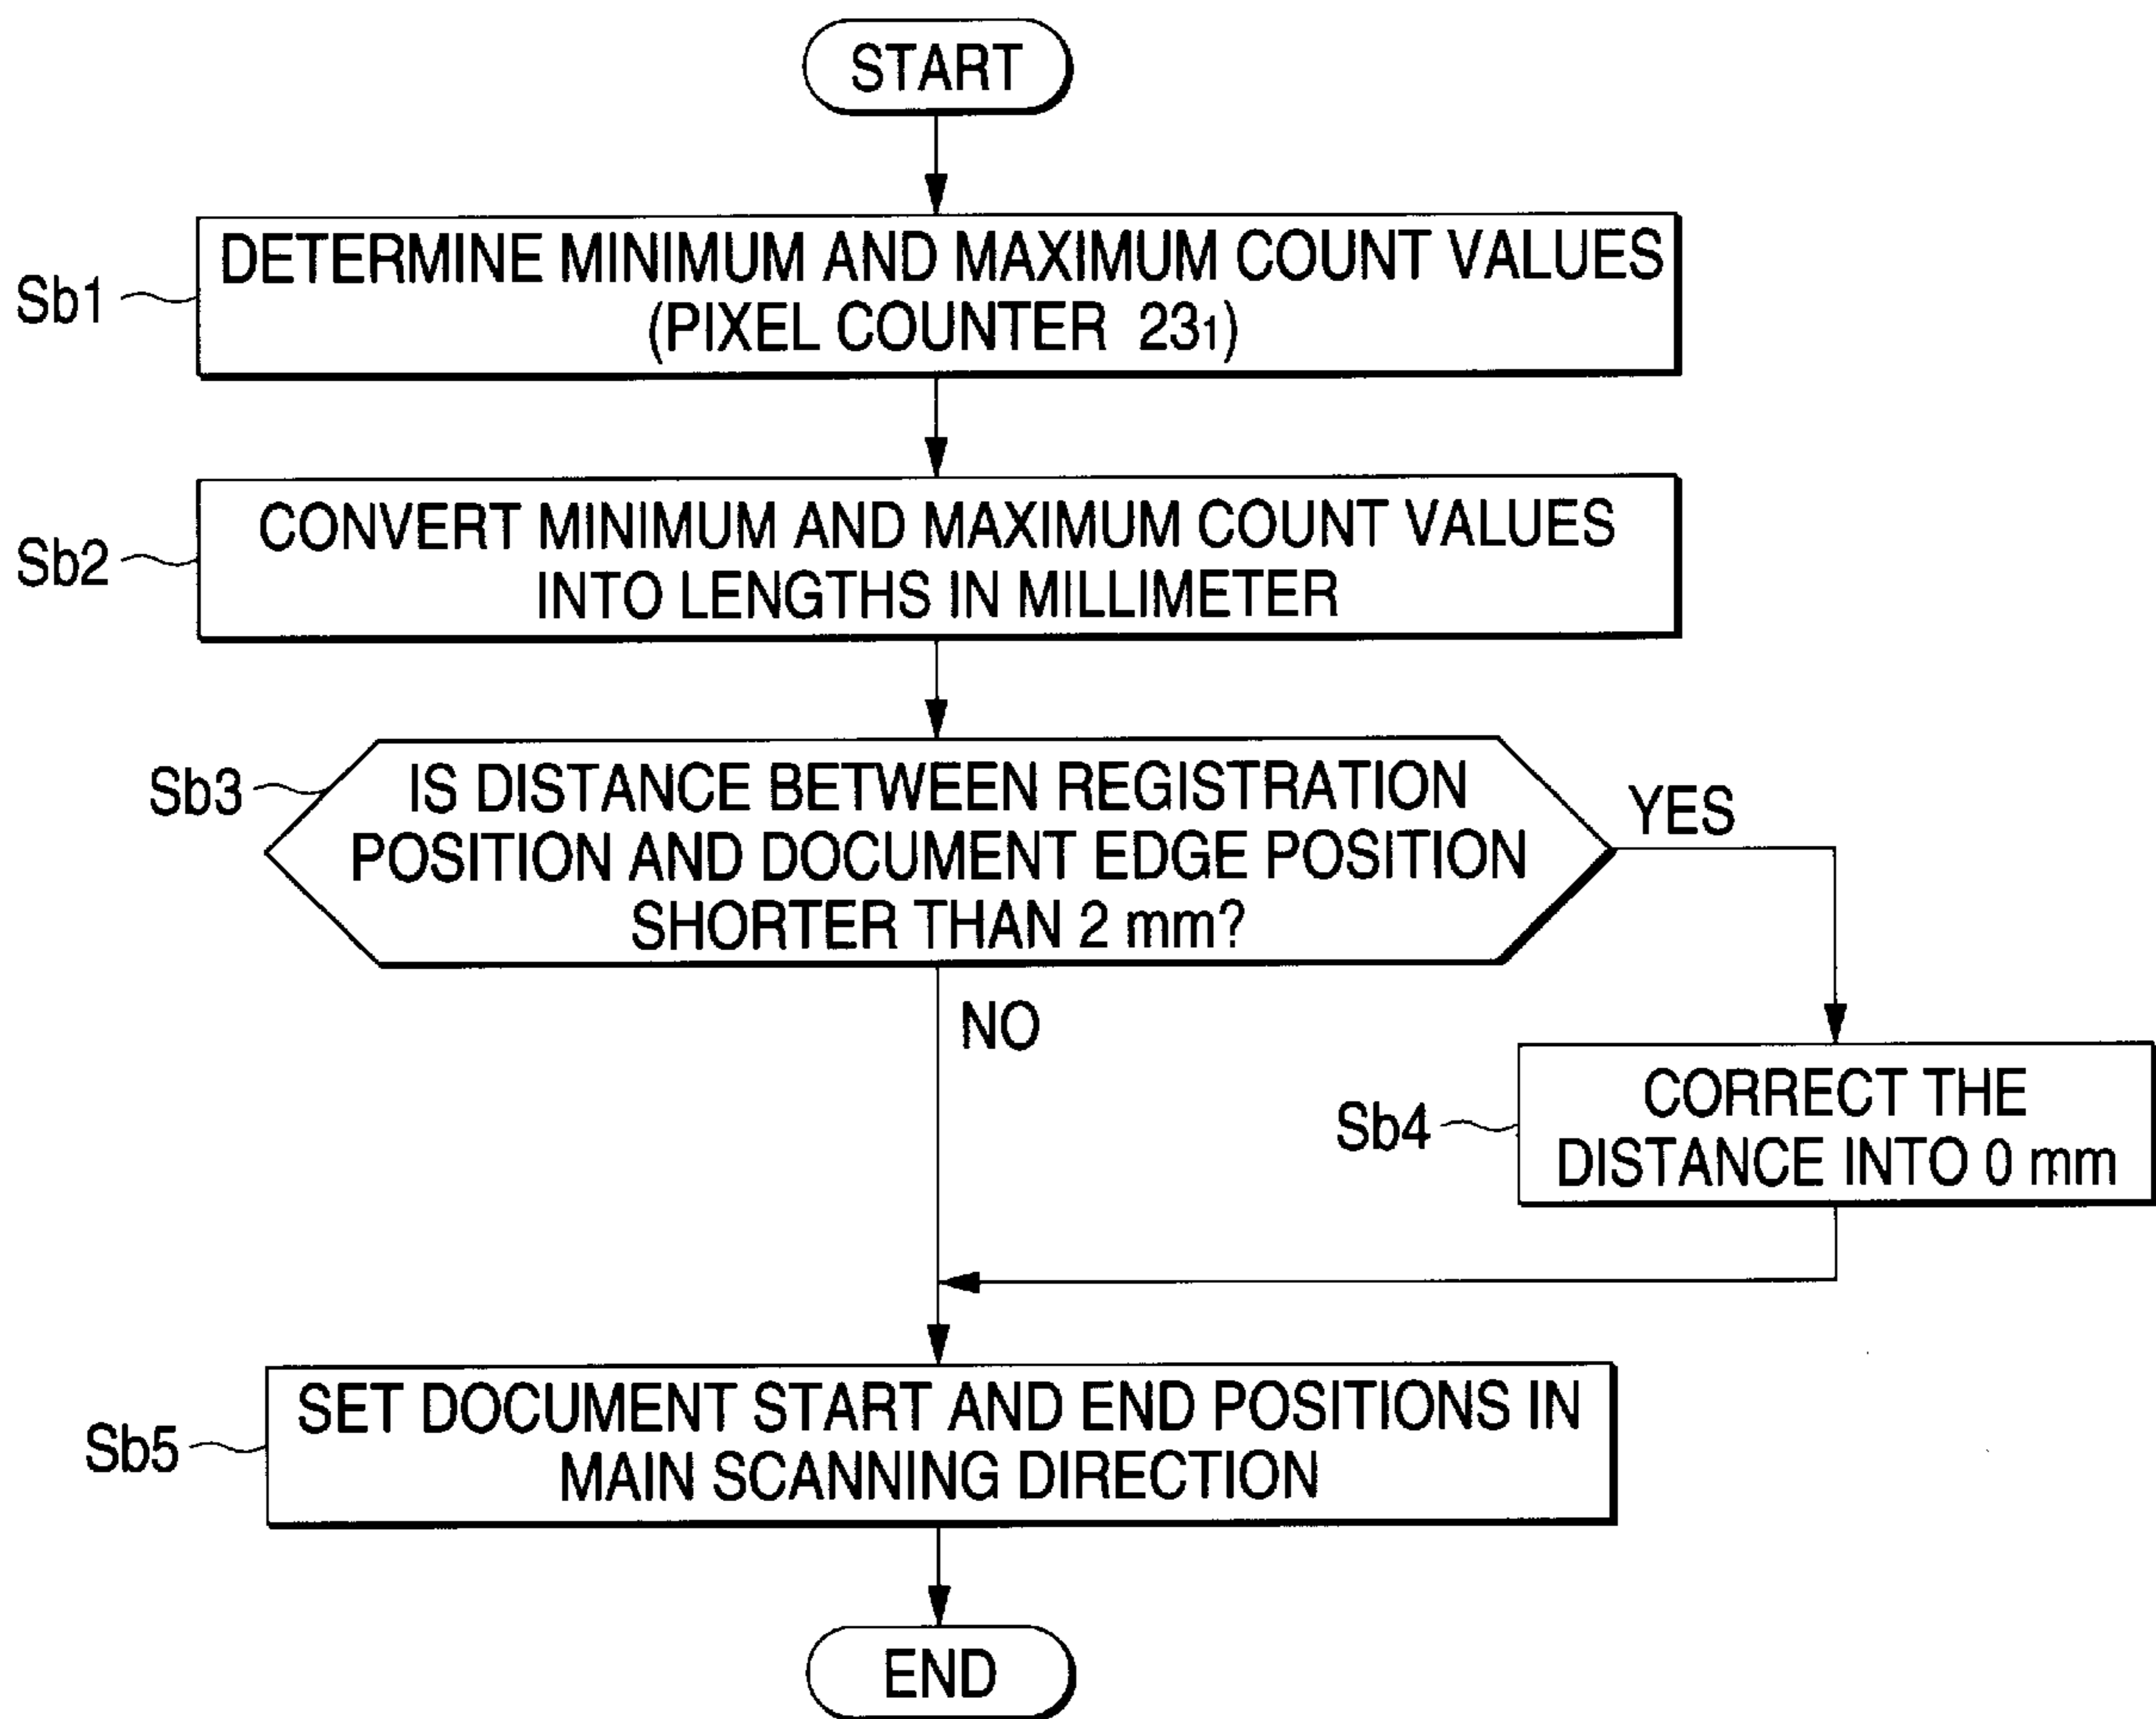 START
Sb1
DETERMINE MINIMUM AND MAXIMUM COUNT VALUES
(PIXEL COUNTER 231)
Sb2
CONVERT MINIMUM AND MAXIMUM COUNT VALUES
INTO LENGTHS IN MILLIMETER
Sb3
IS DISTANCE BETWEEN REGISTRATION
POSITION AND DOCUMENT EDGE POSITION
SHORTER THAN 2 mm?
YES
NO
Sb4
CORRECT THE
DISTANCE INTO 0 mm
Sb5
SET DOCUMENT START AND END POSITIONS IN
MAIN SCANNING DIRECTION
END